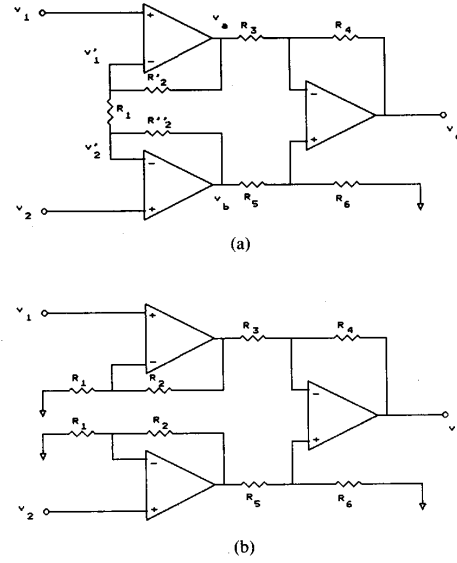 v1
va
R3
R4
+
v'1
−
R'2
−
R1
R''2
+
v'2
−
vb
R5
R6
v2
+
(a)
v1
+
R3
R4
−
R1
R2
−
R1
R2
+
−
R5
R6
v2
+
(b)